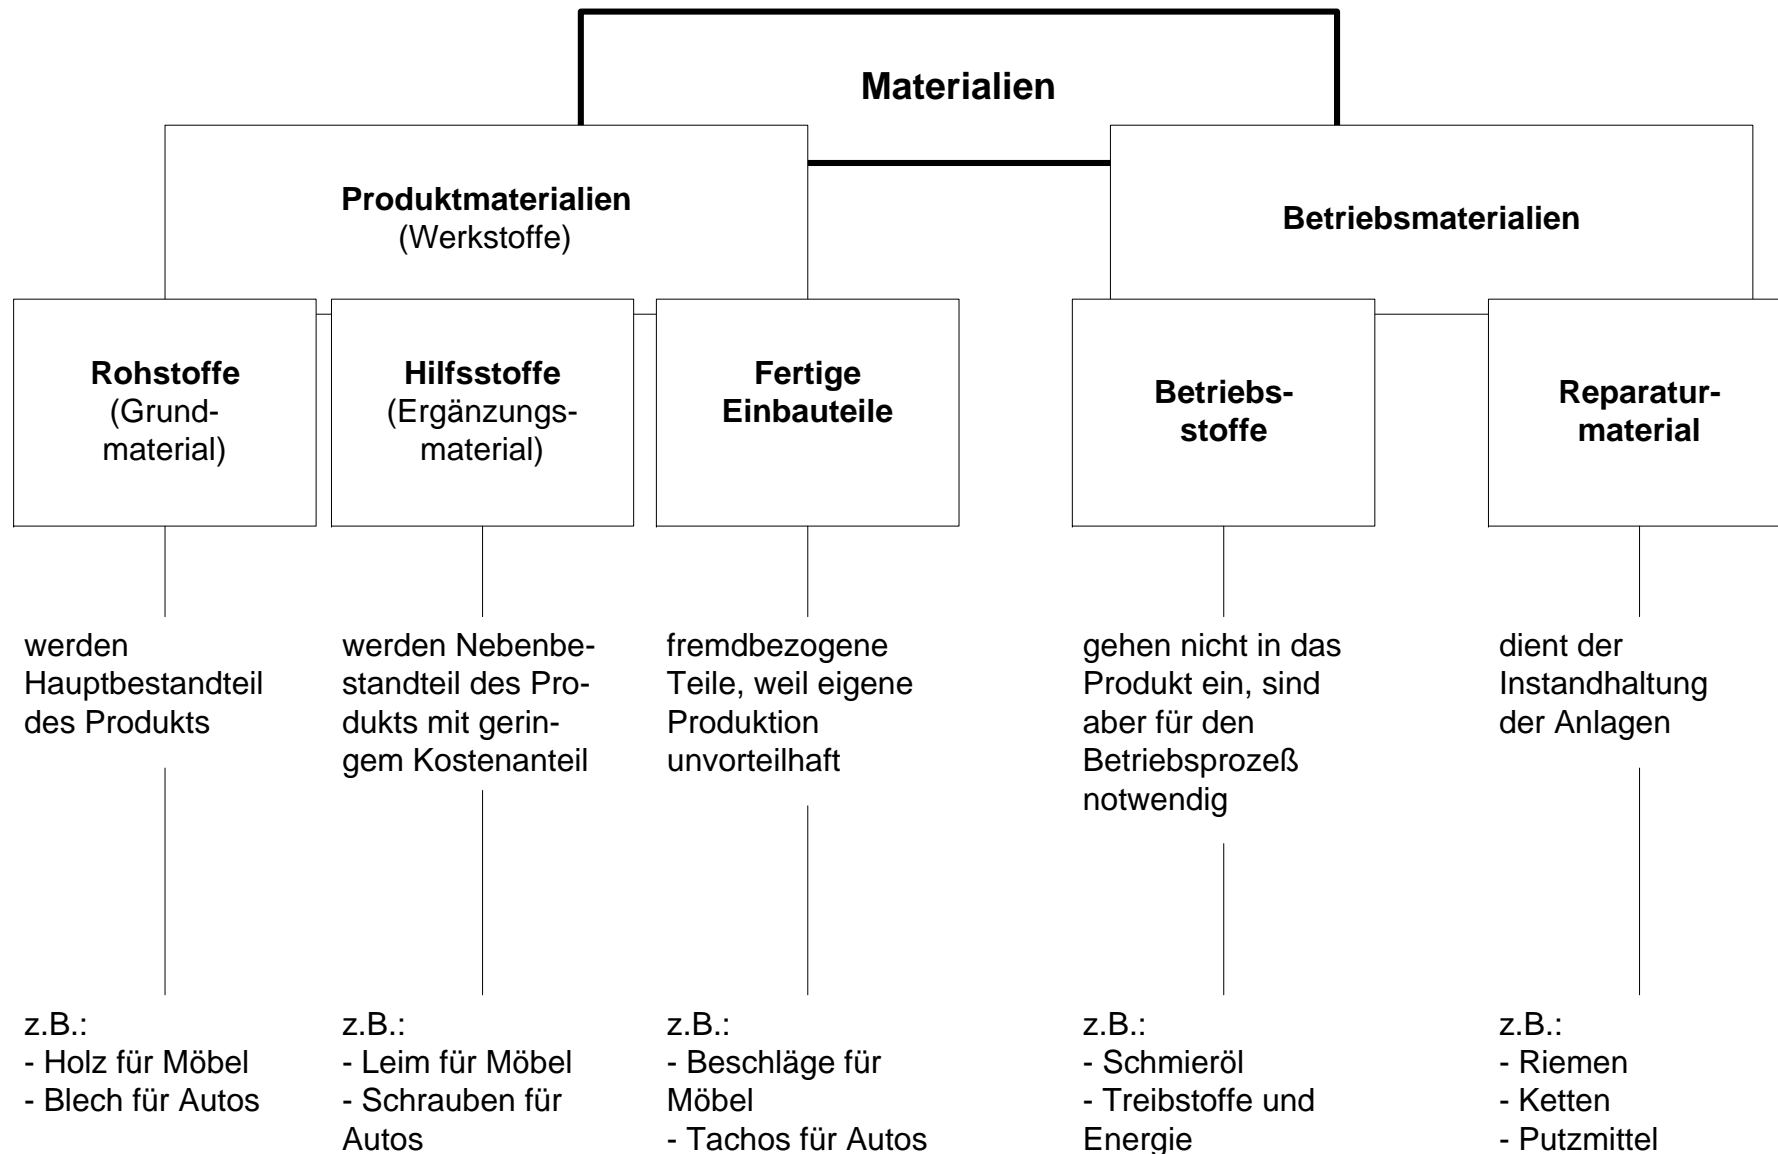 Materialien
Produktmaterialien
(Werkstoffe)
Betriebsmaterialien
Rohstoffe
(Grund-
material)
Hilfsstoffe
(Ergänzungs-
material)
Fertige
Einbauteile
Betriebs-
stoffe
Reparatur-
material
werden
Hauptbestandteil
des Produkts
werden Nebenbe-
standteil des Pro-
dukts mit gerin-
gem Kostenanteil
fremdbezogene
Teile, weil eigene
Produktion
unvorteilhaft
gehen nicht in das
Produkt ein, sind
aber für den
Betriebsprozeß
notwendig
dient der
Instandhaltung
der Anlagen
z.B.:
- Holz für Möbel
- Blech für Autos
z.B.:
- Leim für Möbel
- Schrauben für
Autos
z.B.:
- Beschläge für
Möbel
- Tachos für Autos
z.B.:
- Schmieröl
- Treibstoffe und
Energie
z.B.:
- Riemen
- Ketten
- Putzmittel